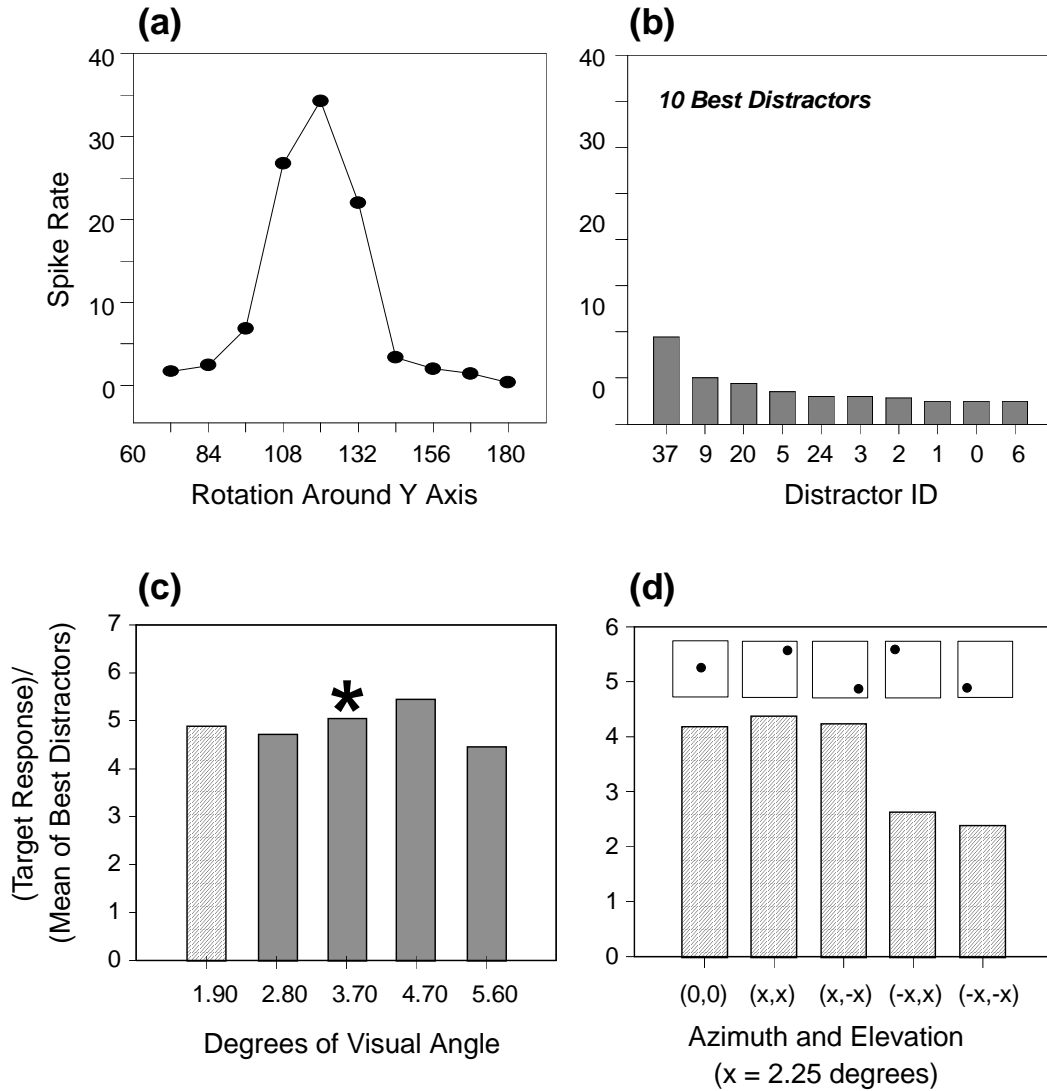 (a)
40
30
20
10
0
Spike Rate
60 84 108 132 156 180
Rotation Around Y Axis
(b)
40
30
20
10
0
10 Best Distractors
37 9 20 5 24 3 2 1 0 6
Distractor ID
(c)
7
6
5
4
3
2
1
0
(Target Response)/
(Mean of Best Distractors)
*
1.90 2.80 3.70 4.70 5.60
Degrees of Visual Angle
(d)
6
5
4
3
2
1
0
(0,0) (x,x) (x,-x) (-x,x) (-x,-x)
Azimuth and Elevation
(x = 2.25 degrees)